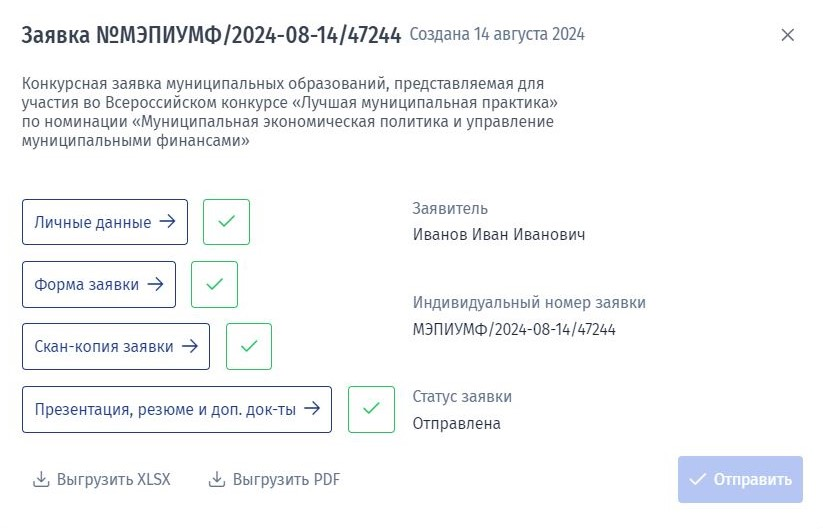 Заявка №МЭПИУМФ/2024-08-14/47244 Создана 14 августа 2024
Конкурсная заявка муниципальных образований, представляемая для
участия во Всероссийском конкурсе «Лучшая муниципальная практика»
по номинации «Муниципальная экономическая политика и управление
муниципальными финансами»
Личные данные
Форма заявки
Скан-копия заявки
Презентация, резюме и доп. док-ты
Заявитель
Иванов Иван Иванович
Индивидуальный номер заявки
МЭПИУМФ/2024-08-14/47244
Статус заявки
Отправлена
Выгрузить XLSX
Выгрузить PDF
Отправить